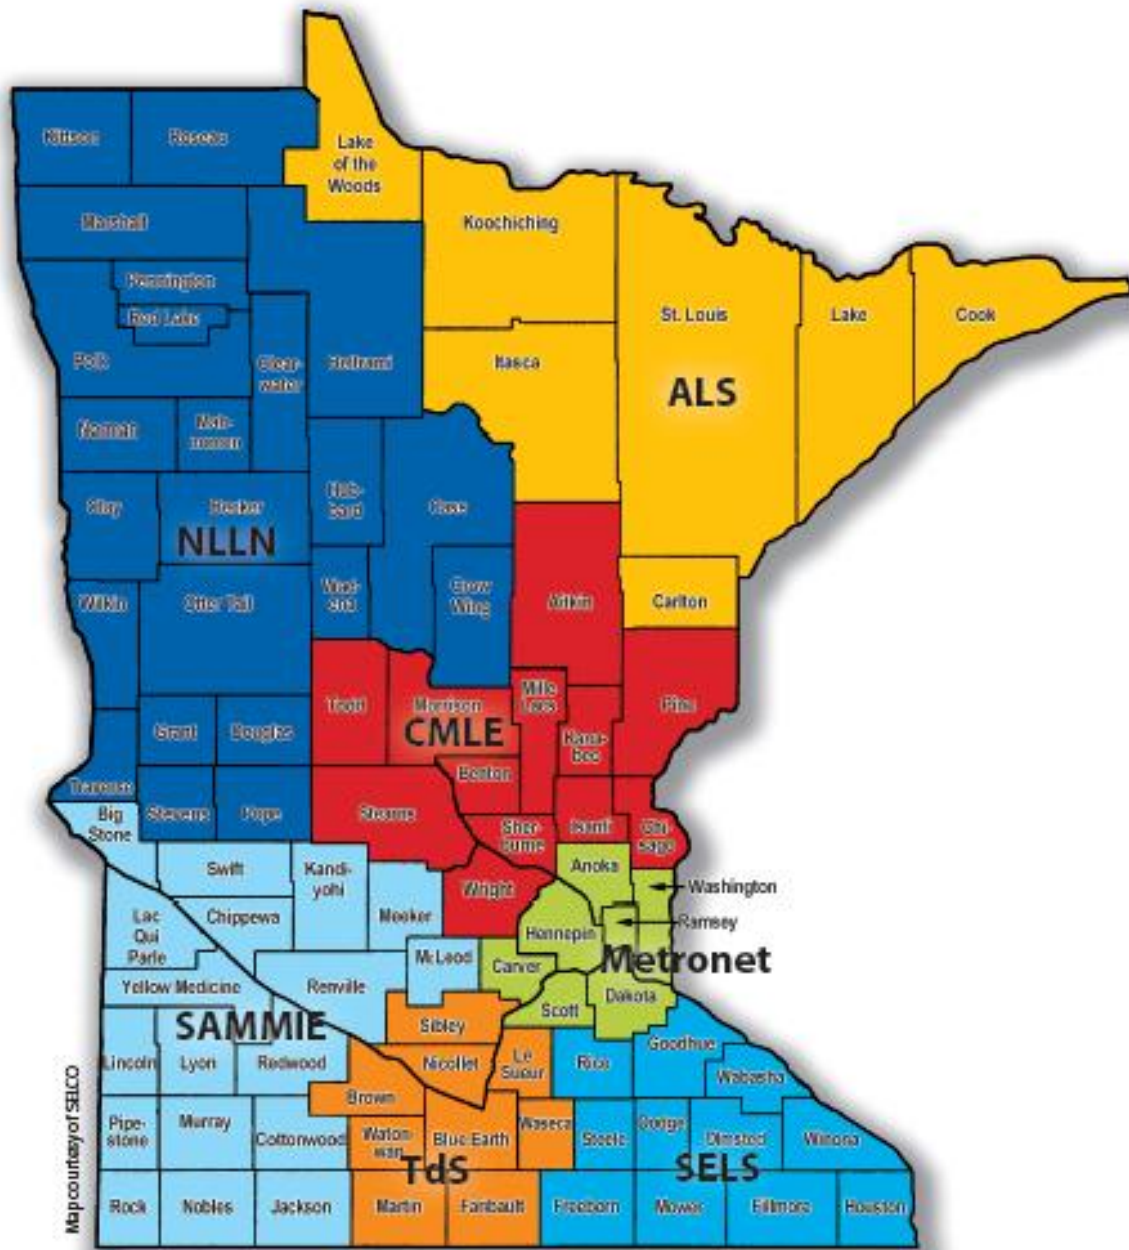 Kittson
Roseau
Lake
of the
Woods
Marshall
Koochiching
Pennington
Red Lake
St. Louis
Lake
Cook
Polk
Clear-
water
Beltrami
Itasca
ALS
Norman
Mah-
nomen
Clay
Becker
Hub-
bard
Cass
NLLN
Wilkin
Otter Tail
Wad-
ena
Crow
Wing
Aitkin
Carlton
Grant
Douglas
Todd
Morrison
CMLE
Mille
Lacs
Kana-
bec
Pine
Traverse
Stevens
Pope
Stearns
Benton
Sher-
burne
Isanti
Chi-
sago
Big
Stone
Swift
Kandi-
yohi
Meeker
Wright
Anoka
Washington
Lac
Qui
Parle
Chippewa
Hennepin
Ramsey
Metronet
Yellow Medicine
Renville
McLeod
Carver
Scott
Dakota
SAMMIE
Sibley
Lincoln
Lyon
Redwood
Nicollet
Le
Sueur
Rice
Goodhue
Wabasha
Brown
Pipe-
stone
Murray
Cottonwood
Waton-
wan
Blue Earth
Waseca
Steele
Dodge
Olmsted
Winona
TdS
SELS
Rock
Nobles
Jackson
Martin
Faribault
Freeborn
Mower
Fillmore
Houston
Map courtesy of SELCO